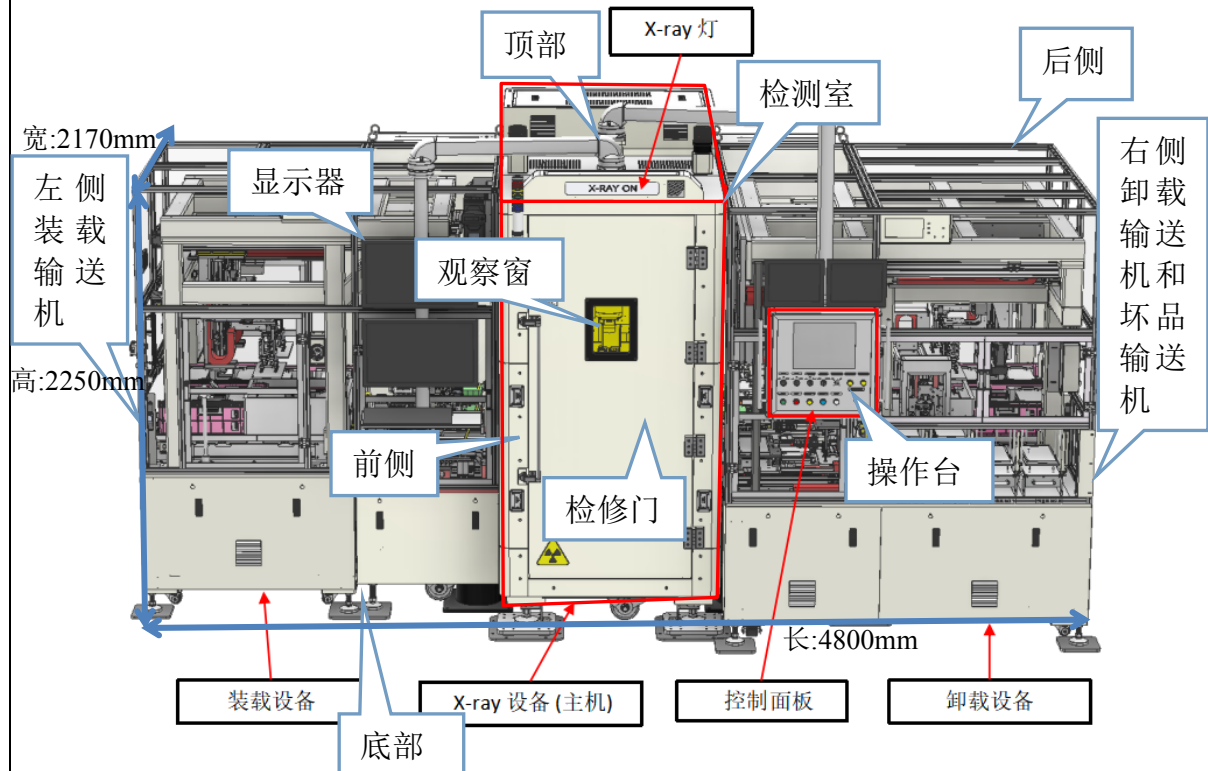 X-ray 灯
顶部
后侧
检测室
宽:2170mm
左侧
装载
输送
机
显示器
右侧
卸载
输送
机和
坏品
输送
机
X-RAY ON
观察窗
高:2250mm
前侧
操作台
检修门
长:4800mm
装载设备
X-ray 设备 (主机)
控制面板
卸载设备
底部